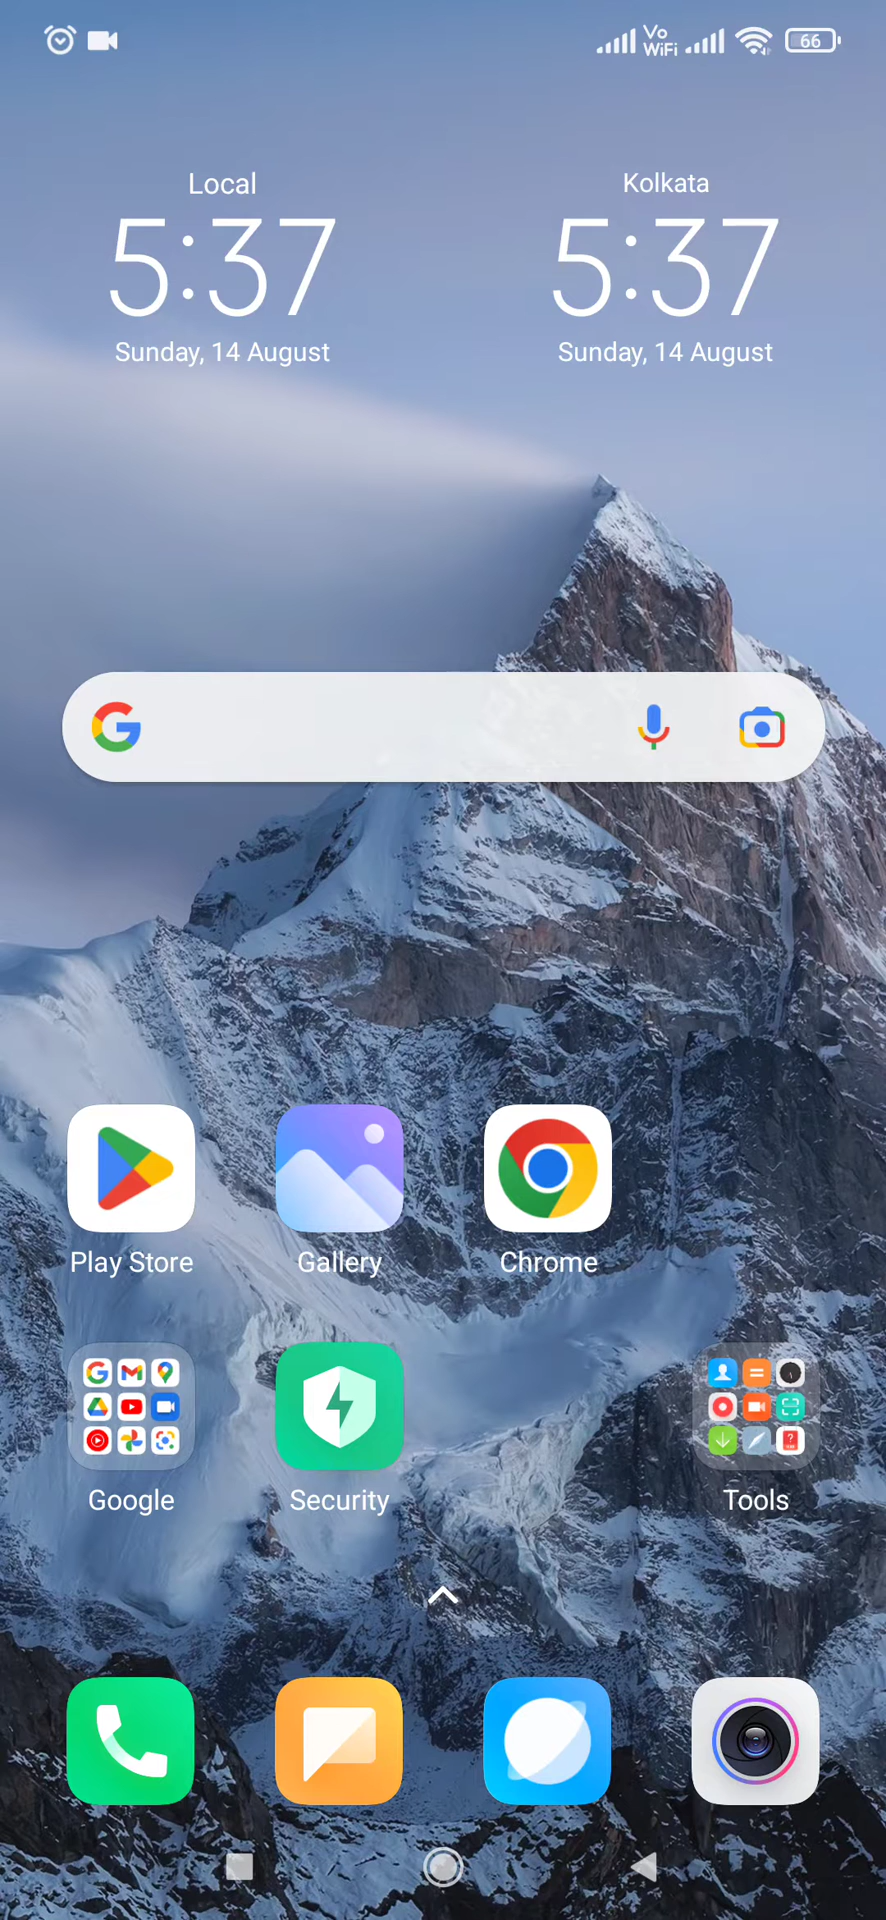 Vo
WiFi
66
Local
5:37
Sunday, 14 August
Kolkata
5:37
Sunday, 14 August
Play Store
Gallery
Chrome
Google
Security
Tools